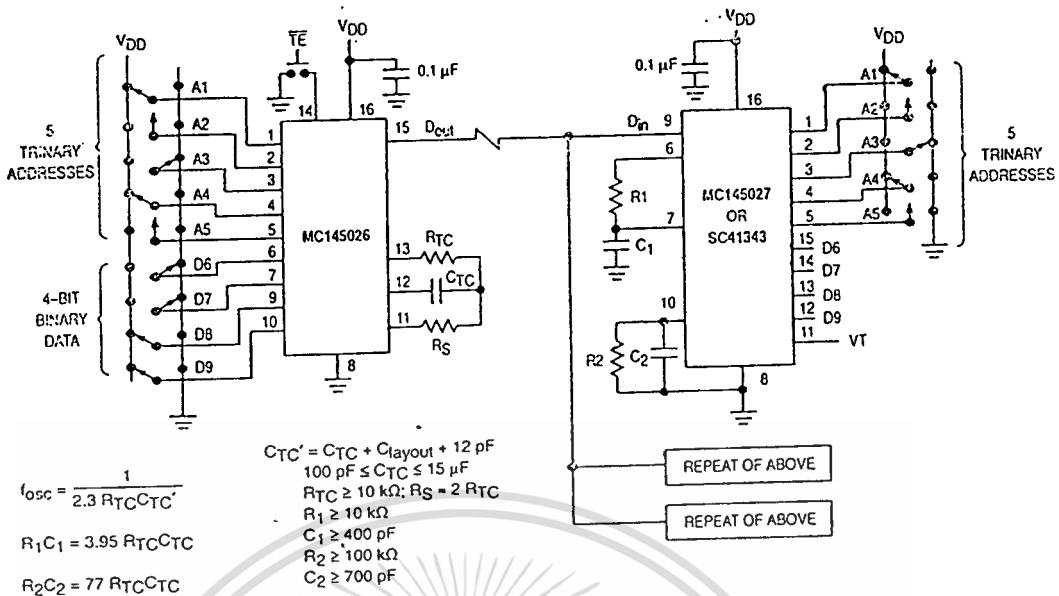 VDD
TE
VDD
0.1 µF
5
TRINARY
ADDRESSES
A1
A2
A3
A4
A5
4-BIT
BINARY
DATA
D6
D7
D8
D9
1
2
3
4
5
6
7
9
10
14
16
15
Dout
MC145026
13
12
11
8
RTC
CTC
RS
VDD
0.1 µF
16
Din
9
6
7
10
R1
C1
R2
C2
MC145027
OR
SC41343
1
2
3
4
5
15
14
13
12
11
8
VDD
A1
A2
A3
A4
A5
D6
D7
D8
D9
VT
5
TRINARY
ADDRESSES
REPEAT OF ABOVE
REPEAT OF ABOVE
fosc = 1 / 2.3 RTCCTC'
R1C1 = 3.95 RTCCTC
R2C2 = 77 RTCCTC
CTC' = CTC + Clayout + 12 pF
100 pF ≤ CTC ≤ 15 µF
RTC ≥ 10 kΩ; RS = 2 RTC
R1 ≥ 10 kΩ
C1 ≥ 400 pF
R2 ≥ 100 kΩ
C2 ≥ 700 pF